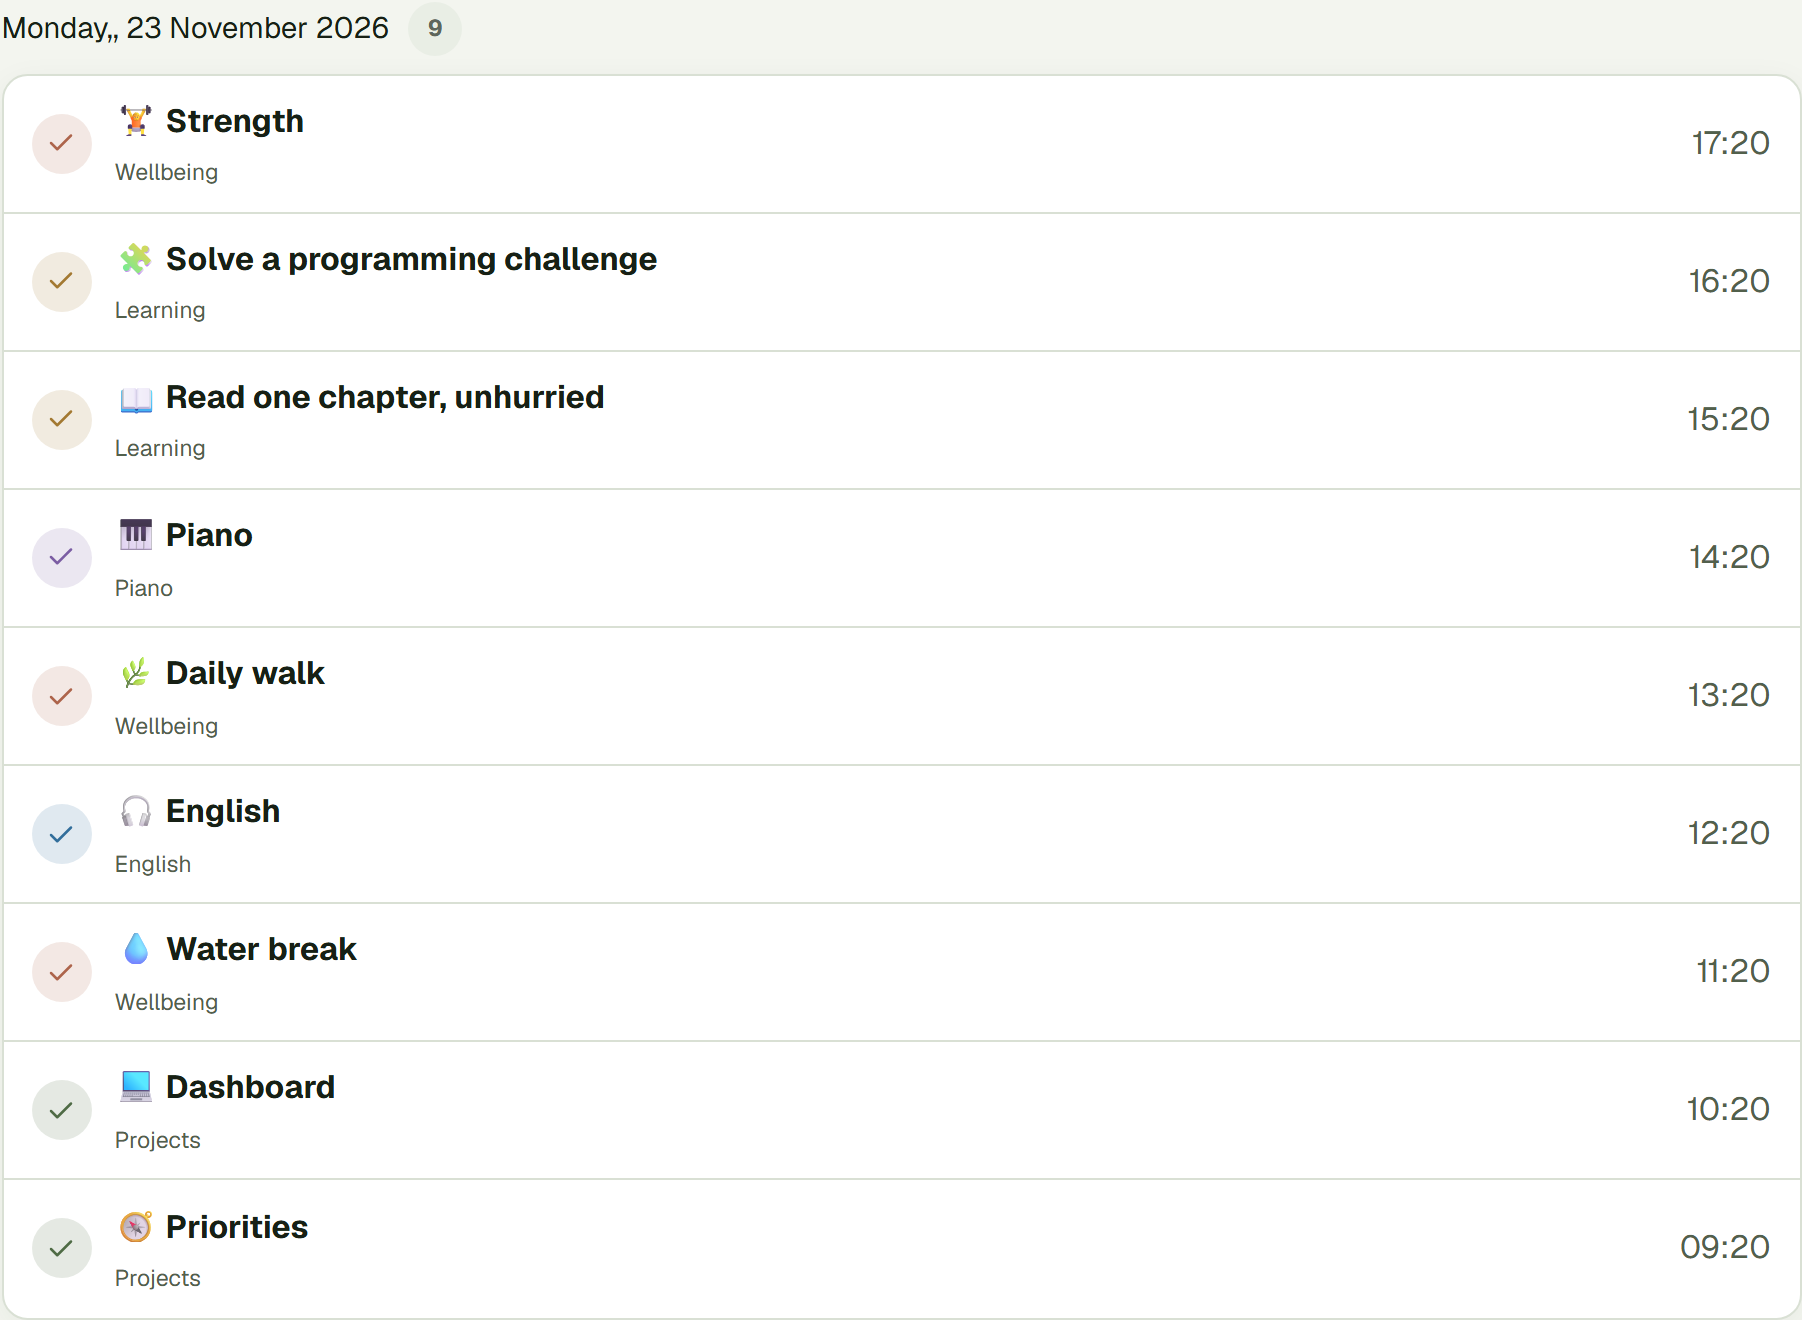 Monday,, 23 November 2026 9
Strength
Wellbeing
17:20
Solve a programming challenge
Learning
16:20
Read one chapter, unhurried
Learning
15:20
Piano
Piano
14:20
Daily walk
Wellbeing
13:20
English
English
12:20
Water break
Wellbeing
11:20
Dashboard
Projects
10:20
Priorities
Projects
09:20